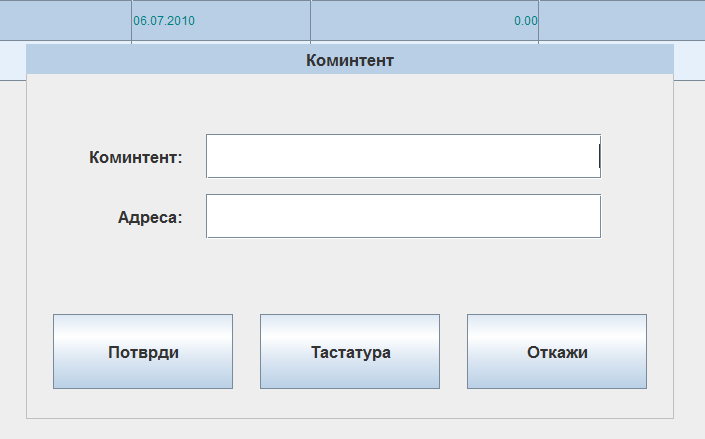 06.07.2010 0.00
Коминтент
Коминтент:
Адреса:
Потврди Тастатура Откажи